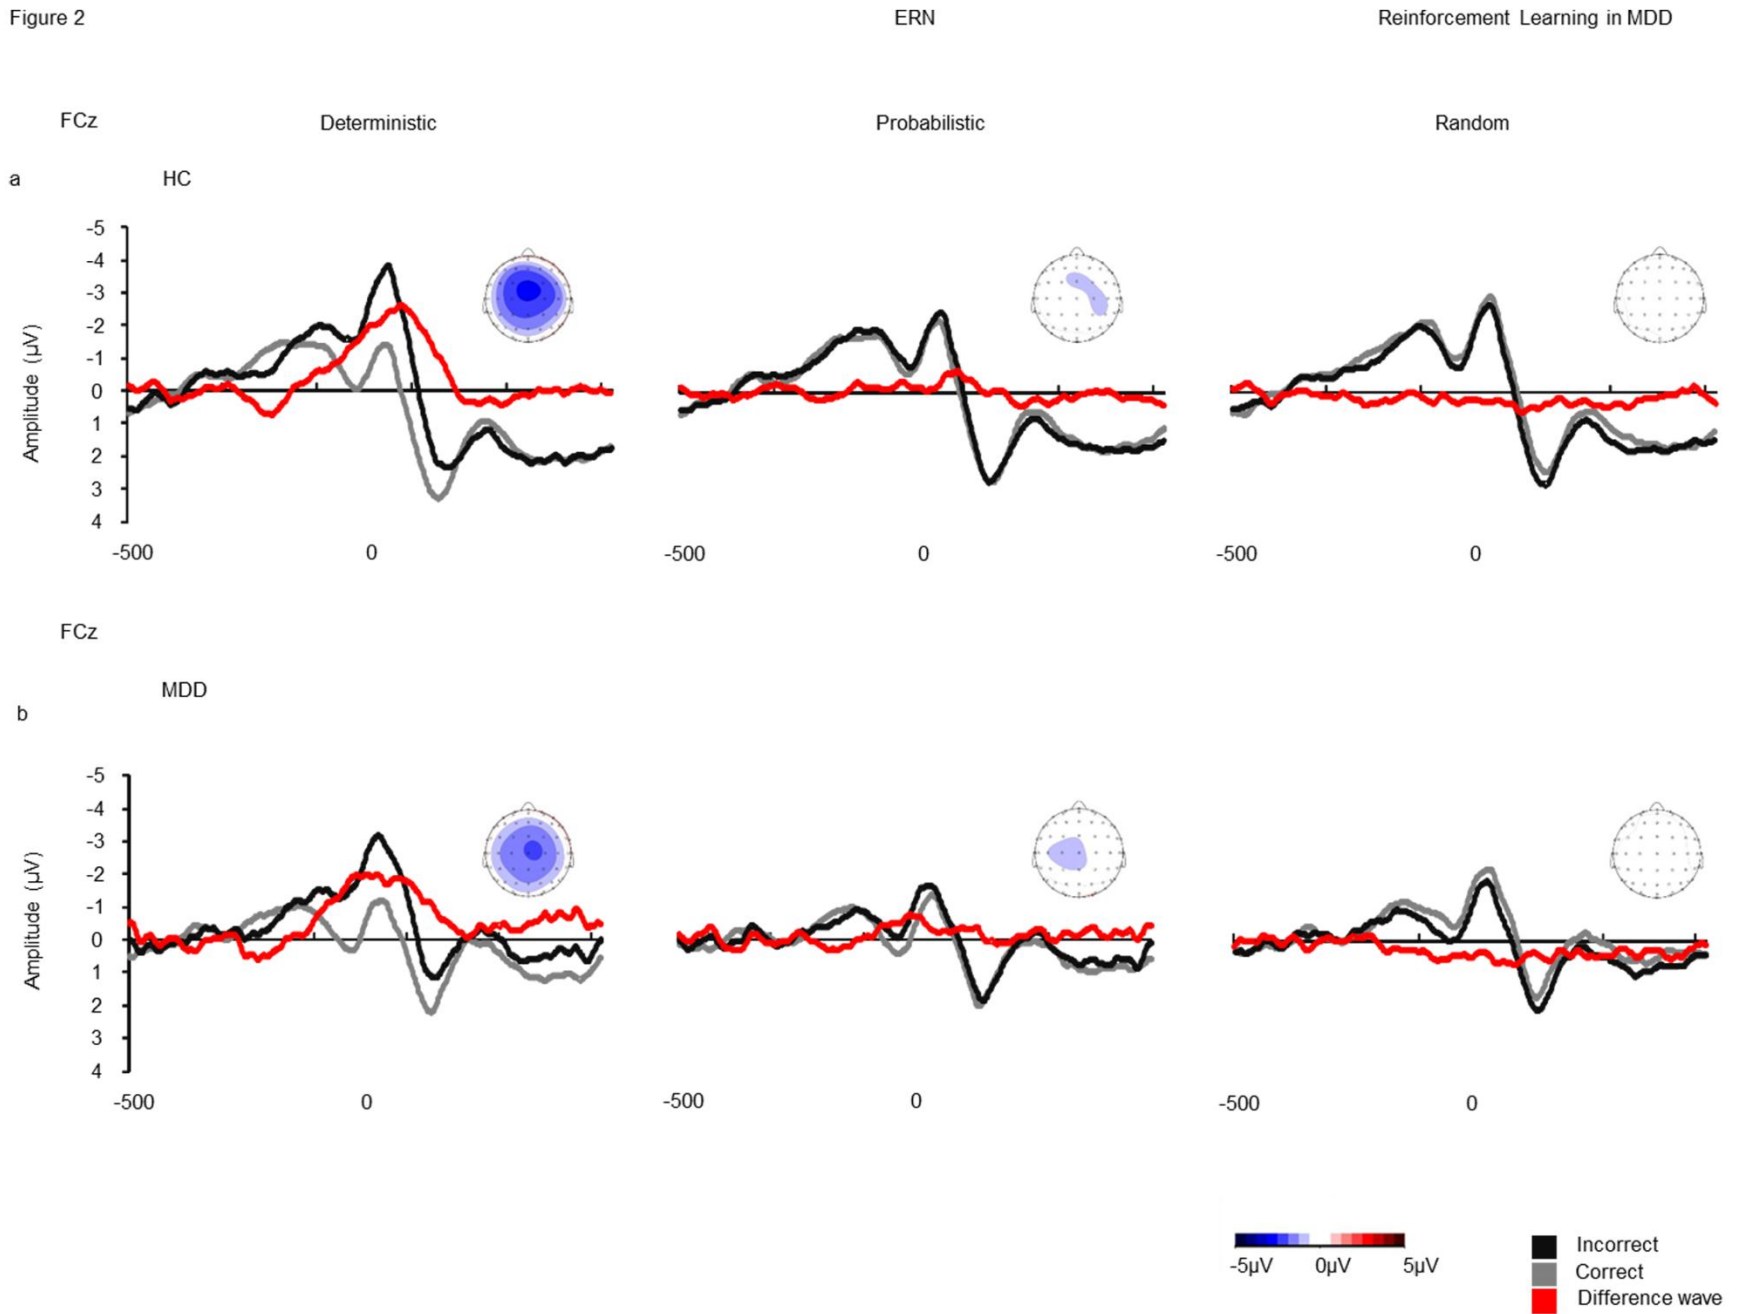 Figure 2 ERN Reinforcement Learning in MDD
FCz Deterministic Probabilistic Random
a HC
-5
-4
-3
-2
-1
0
1
2
3
4
Amplitude (µV)
-500 0 -500 0 -500 0
FCz
MDD
b
-5
-4
-3
-2
-1
0
1
2
3
4
Amplitude (µV)
-500 0 -500 0 -500 0
-5µV 0µV 5µV
Incorrect
Correct
Difference wave